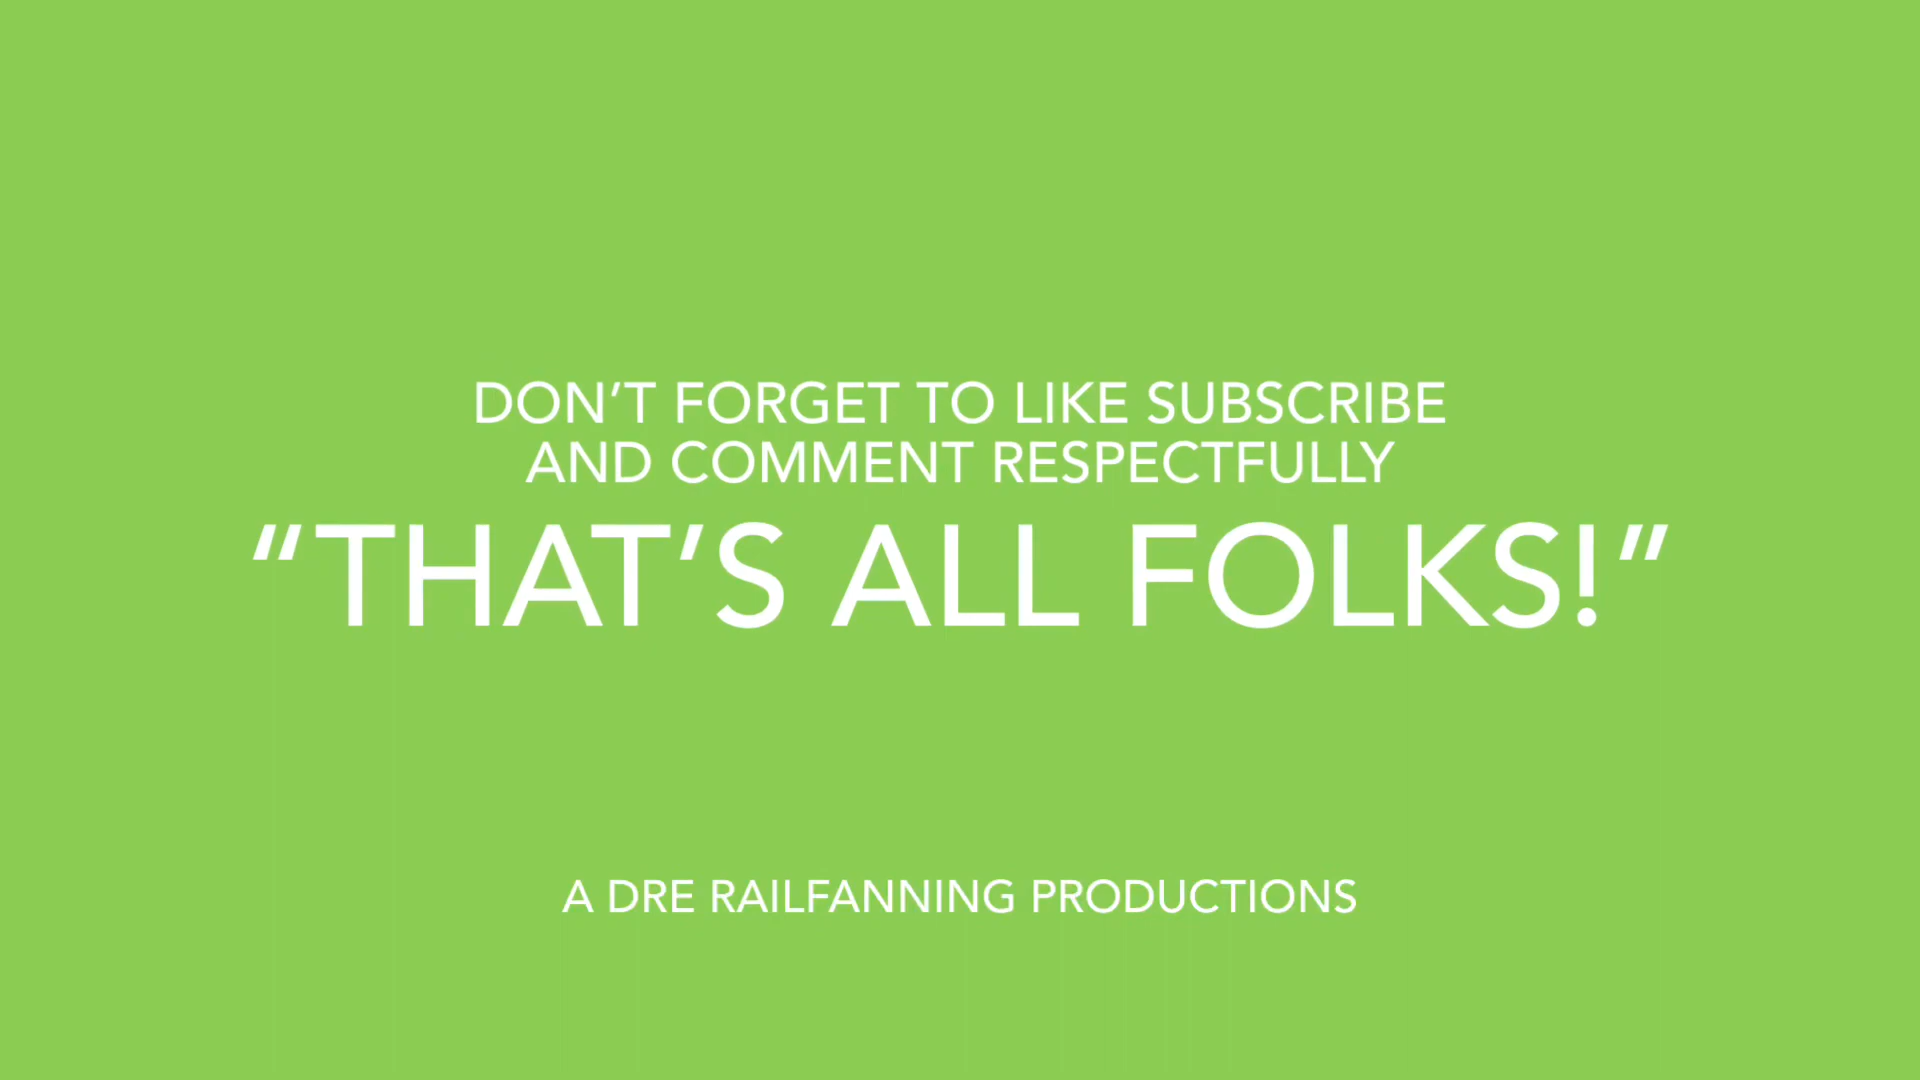 DON’T FORGET TO LIKE SUBSCRIBE
AND COMMENT RESPECTFULLY
“THAT’S ALL FOLKS!”
A DRE RAILFANNING PRODUCTIONS